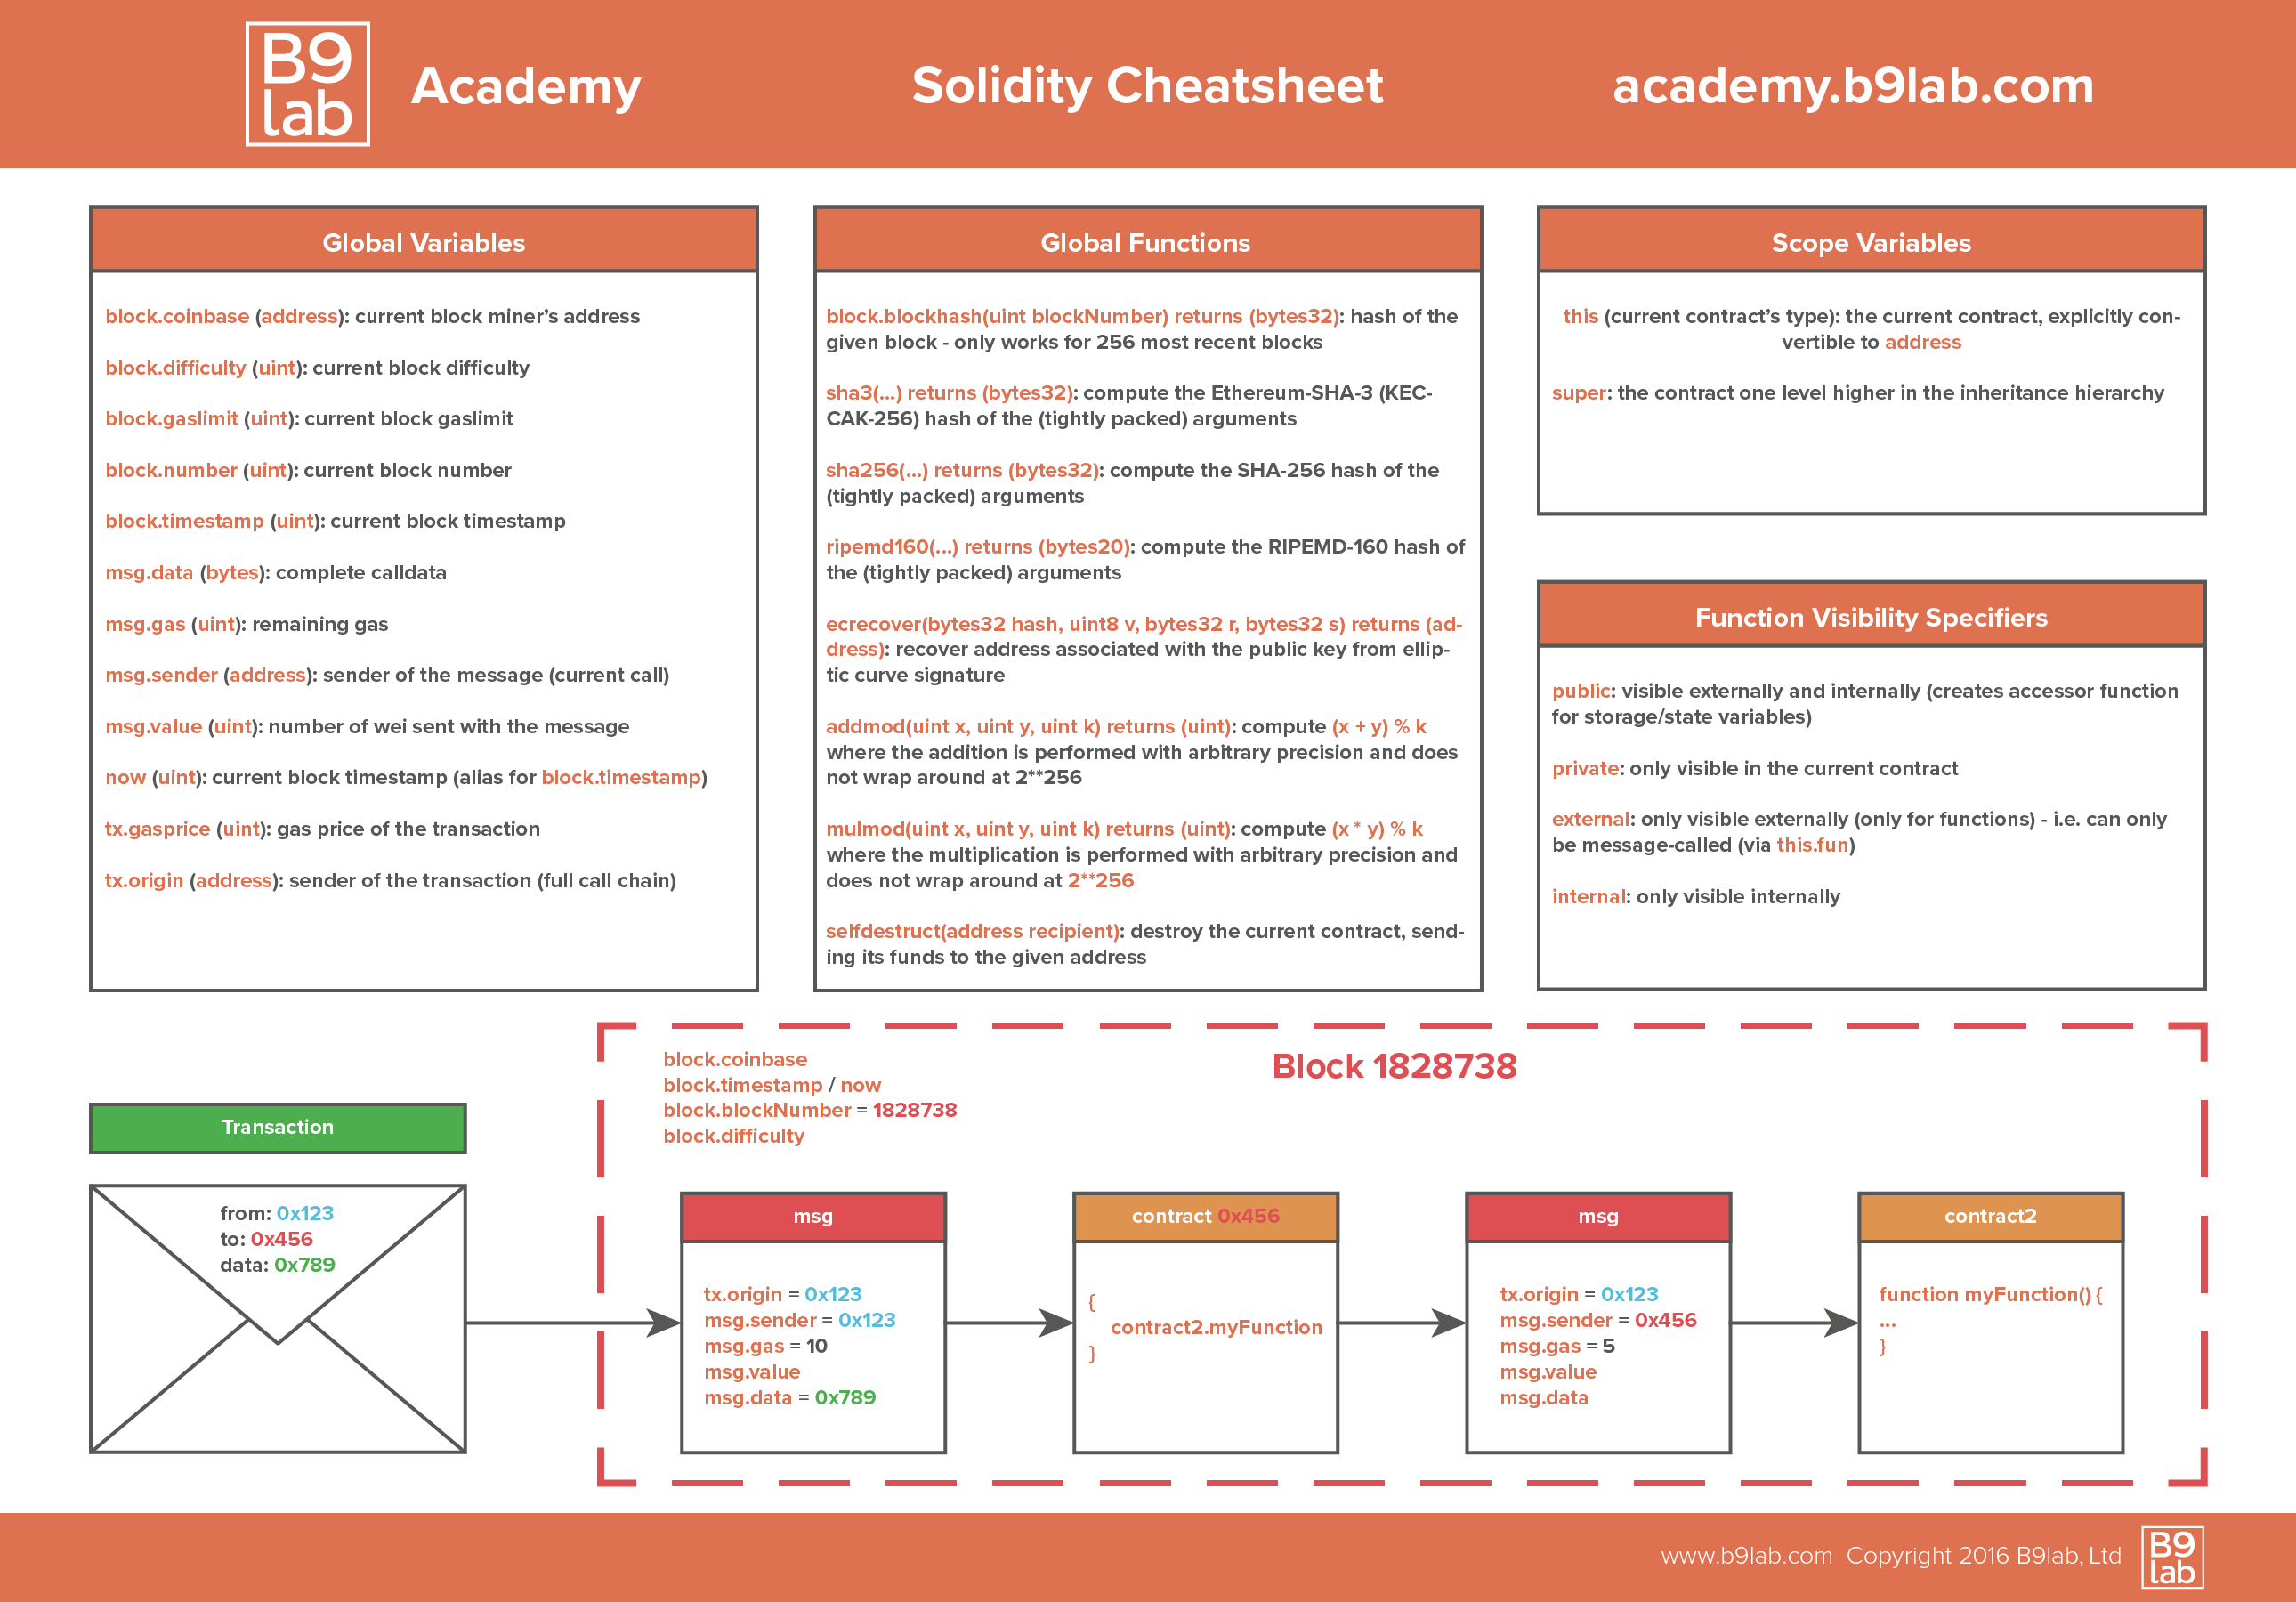 B9
lab
Academy
Solidity Cheatsheet
academy.b9lab.com
Global Variables
block.coinbase (address): current block miner’s address
block.difficulty (uint): current block difficulty
block.gaslimit (uint): current block gaslimit
block.number (uint): current block number
block.timestamp (uint): current block timestamp
msg.data (bytes): complete calldata
msg.gas (uint): remaining gas
msg.sender (address): sender of the message (current call)
msg.value (uint): number of wei sent with the message
now (uint): current block timestamp (alias for block.timestamp)
tx.gasprice (uint): gas price of the transaction
tx.origin (address): sender of the transaction (full call chain)
Global Functions
block.blockhash(uint blockNumber) returns (bytes32): hash of the
given block - only works for 256 most recent blocks
sha3(...) returns (bytes32): compute the Ethereum-SHA-3 (KEC-
CAK-256) hash of the (tightly packed) arguments
sha256(...) returns (bytes32): compute the SHA-256 hash of the
(tightly packed) arguments
ripemd160(...) returns (bytes20): compute the RIPEMD-160 hash of
the (tightly packed) arguments
ecrecover(bytes32 hash, uint8 v, bytes32 r, bytes32 s) returns (ad-
dress): recover address associated with the public key from ellip-
tic curve signature
addmod(uint x, uint y, uint k) returns (uint): compute (x + y) % k
where the addition is performed with arbitrary precision and does
not wrap around at 2**256
mulmod(uint x, uint y, uint k) returns (uint): compute (x * y) % k
where the multiplication is performed with arbitrary precision and
does not wrap around at 2**256
selfdestruct(address recipient): destroy the current contract, send-
ing its funds to the given address
Scope Variables
this (current contract’s type): the current contract, explicitly con-
vertible to address
super: the contract one level higher in the inheritance hierarchy
Function Visibility Specifiers
public: visible externally and internally (creates accessor function
for storage/state variables)
private: only visible in the current contract
external: only visible externally (only for functions) - i.e. can only
be message-called (via this.fun)
internal: only visible internally
Transaction
from: 0x123
to: 0x456
data: 0x789
block.coinbase
block.timestamp / now
block.blockNumber = 1828738
block.difficulty
Block 1828738
msg
tx.origin = 0x123
msg.sender = 0x123
msg.gas = 10
msg.value
msg.data = 0x789
contract 0x456
{
contract2.myFunction
}
msg
tx.origin = 0x123
msg.sender = 0x456
msg.gas = 5
msg.value
msg.data
contract2
function myFunction() {
...
}
www.b9lab.com Copyright 2016 B9lab, Ltd
B9
lab